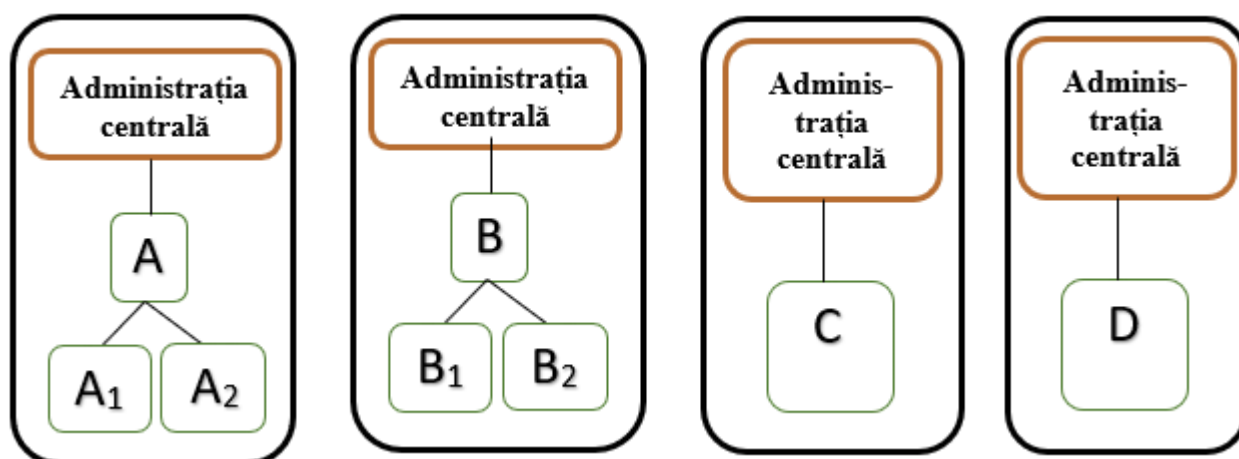 Administrația
centrală
A
A₁ A₂
Administrația
centrală
B
B₁ B₂
Adminis-
trația
centrală
C
Adminis-
trația
centrală
D